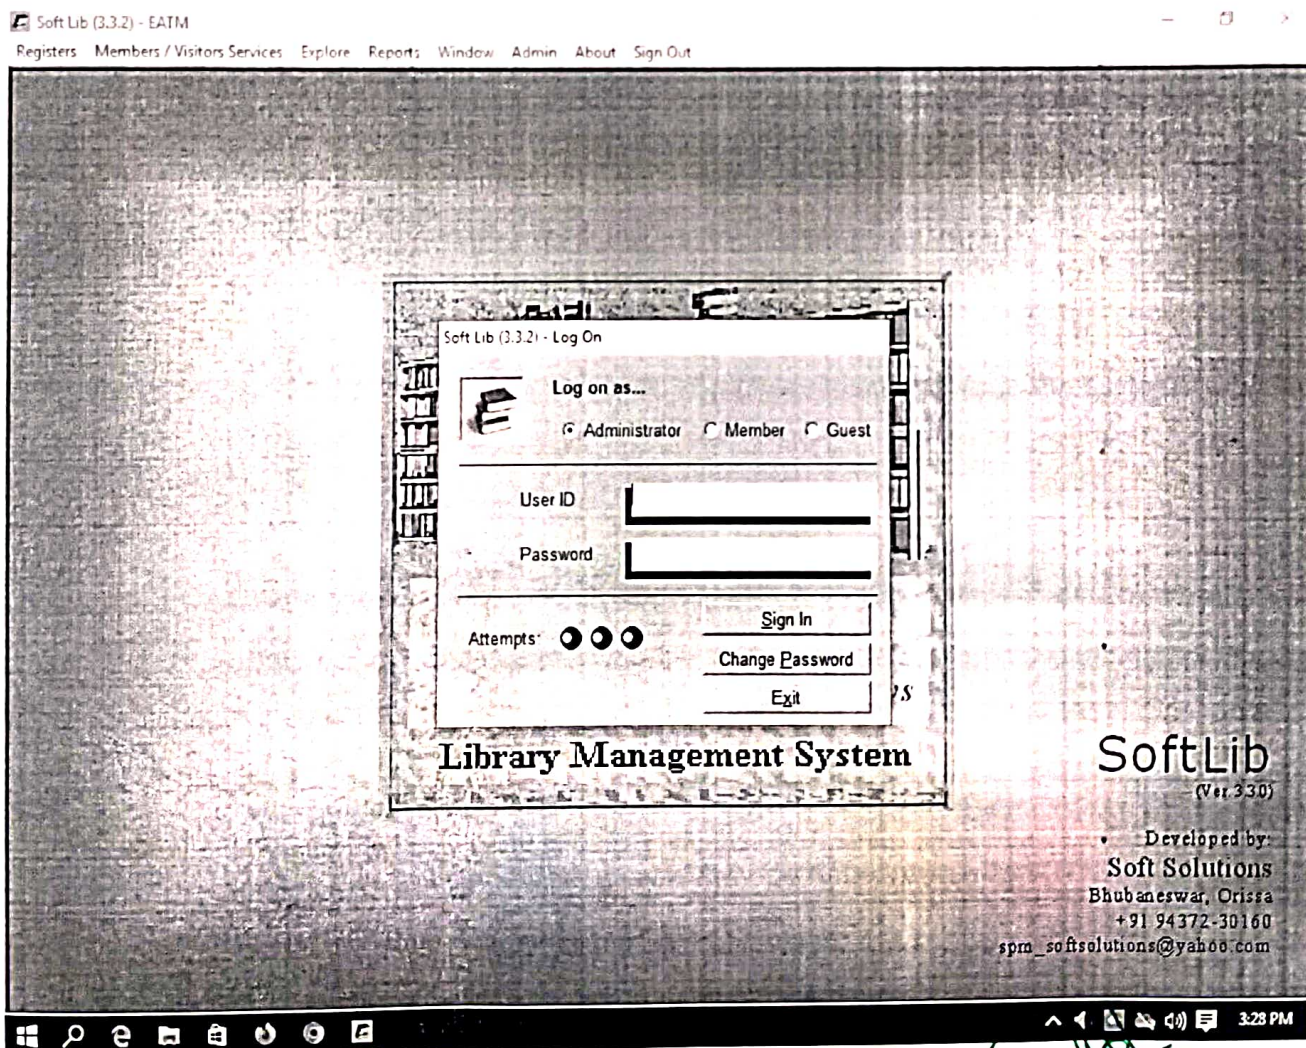 Soft Lib (3.3.2) - EATM
Registers Members / Visitors Services Explore Reports Window Admin About Sign Out
Soft Lib (3.3.2) - Log On
Log on as...
Administrator Member Guest
User ID
Password
Attempts:
Sign In
Change Password
Exit
Library Management System
SoftLib
(Ver 3.3.0)
Developed by:
Soft Solutions
Bhubaneswar, Orissa
+91 94372-30160
spm_softsolutions@yahoo.com
3:28 PM